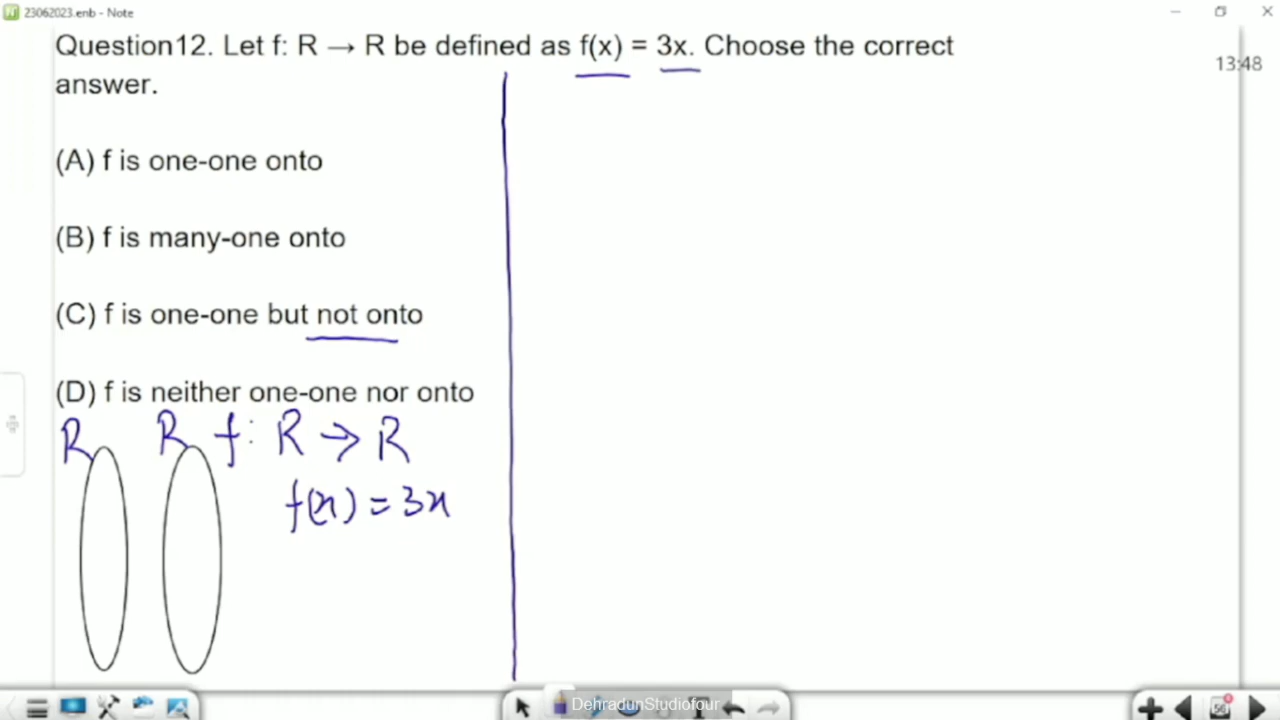 23062023.enb - Note
Question12. Let f: R → R be defined as f(x) = 3x. Choose the correct
answer.
13:48
(A) f is one-one onto
(B) f is many-one onto
(C) f is one-one but not onto
(D) f is neither one-one nor onto
R R f: R → R
f(x) = 3x
DehradunStudiofour